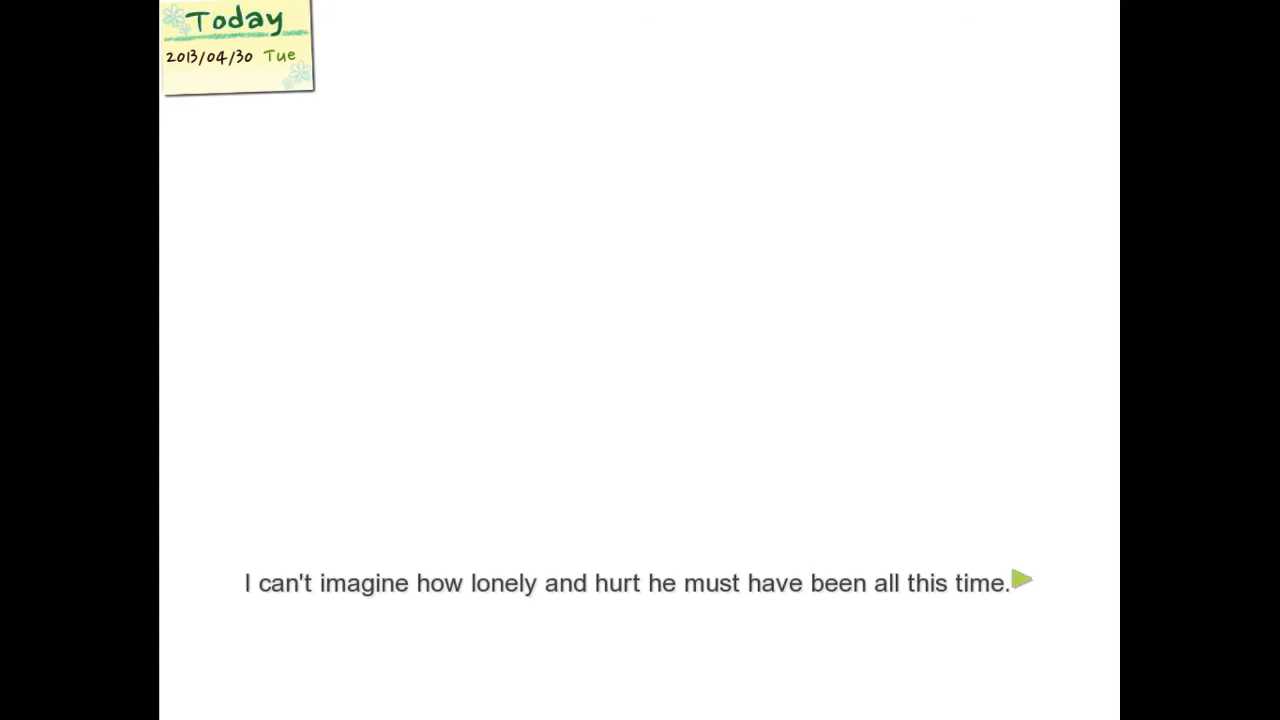 Today
2013/04/30 Tue
I can't imagine how lonely and hurt he must have been all this time.